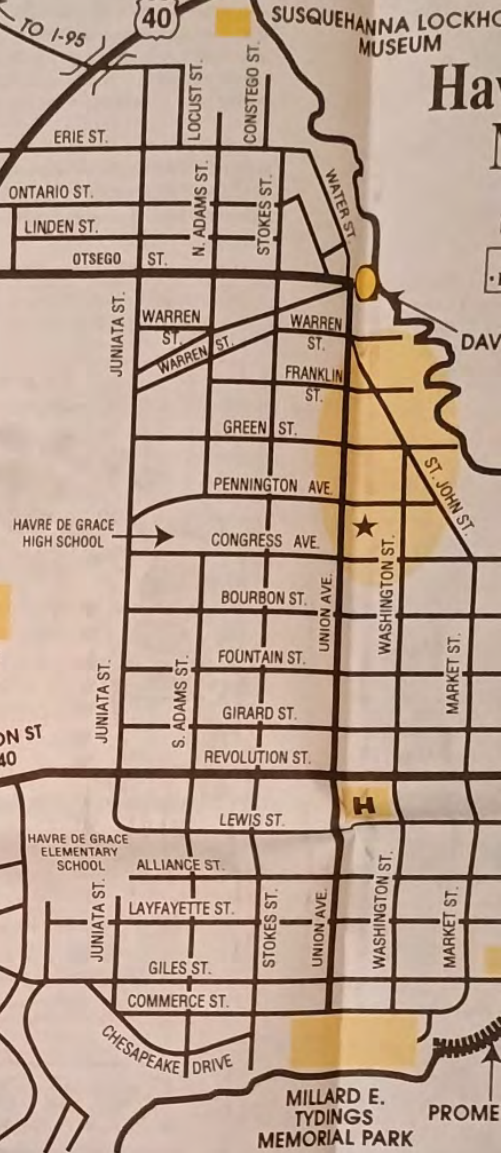 TO I-95
40
SUSQUEHANNA LOCKHO
MUSEUM
Hav
LOCUST ST.
CONSTEGO ST.
ERIE ST.
N. ADAMS ST.
STOKES ST.
WATER ST.
ONTARIO ST.
LINDEN ST.
OTSEGO ST.
JUNIATA ST.
WARREN
ST.
WARREN ST.
WARREN
ST.
DAV
FRANKLIN
ST.
GREEN ST.
ST. JOHN ST.
PENNINGTON AVE.
HAVRE DE GRACE
HIGH SCHOOL
CONGRESS AVE.
WASHINGTON ST.
UNION AVE.
BOURBON ST.
FOUNTAIN ST.
MARKET ST.
JUNIATA ST.
S. ADAMS ST.
GIRARD ST.
ON ST
40
REVOLUTION ST.
H
LEWIS ST.
HAVRE DE GRACE
ELEMENTARY
SCHOOL
ALLIANCE ST.
JUNIATA ST.
LAYFAYETTE ST.
STOKES ST.
UNION AVE.
WASHINGTON ST.
MARKET ST.
GILES ST.
COMMERCE ST.
CHESAPEAKE DRIVE
MILLARD E.
TYDINGS
MEMORIAL PARK
PROME